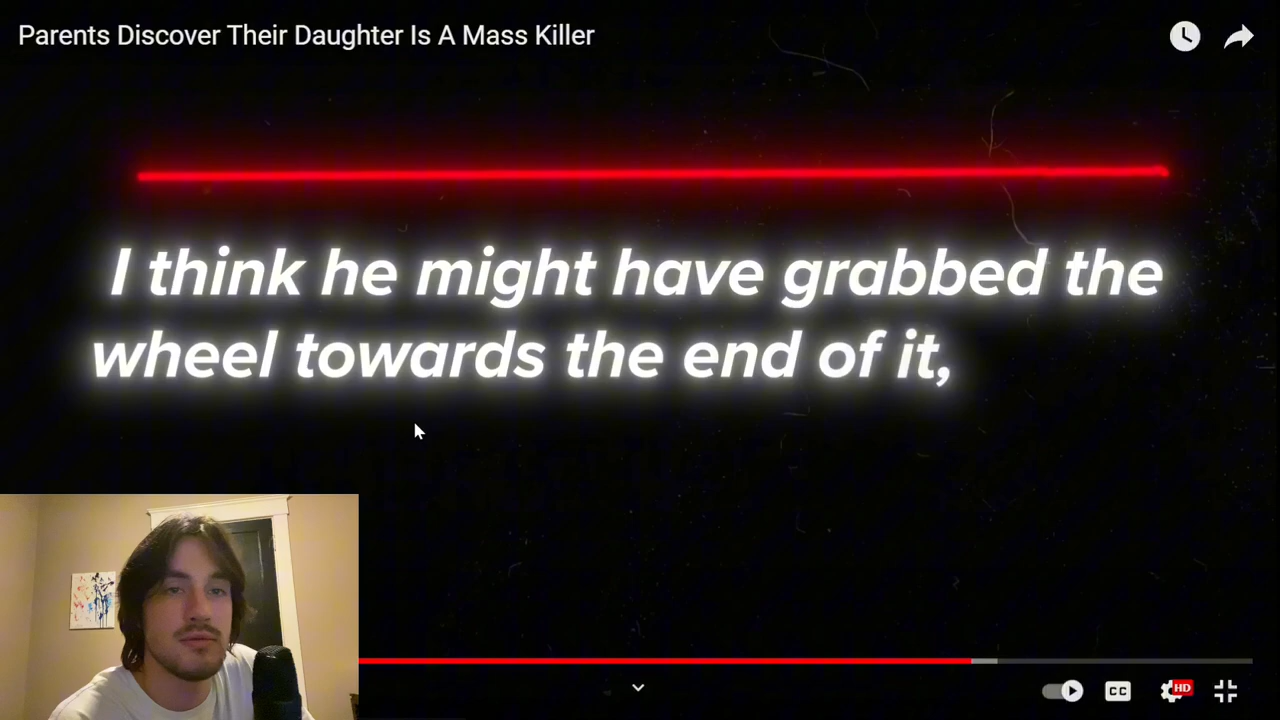 Parents Discover Their Daughter Is A Mass Killer
I think he might have grabbed the
wheel towards the end of it,
CC
HD